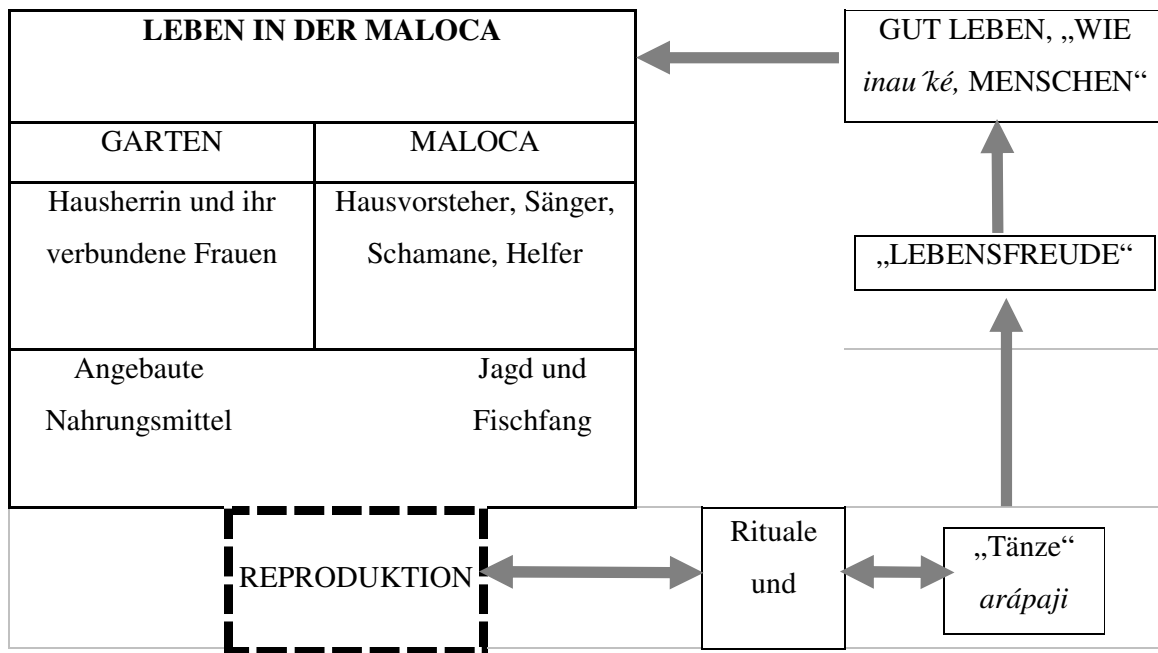 LEBEN IN DER MALOCA
GARTEN
MALOCA
Hausherrin und ihr
verbundene Frauen
Hausvorsteher, Sänger,
Schamane, Helfer
Angebaute
Nahrungsmittel
Jagd und
Fischfang
REPRODUKTION
Rituale
und
„Tänze“
arápaji
„LEBENSFREUDE“
GUT LEBEN, „WIE
inau´ké, MENSCHEN“